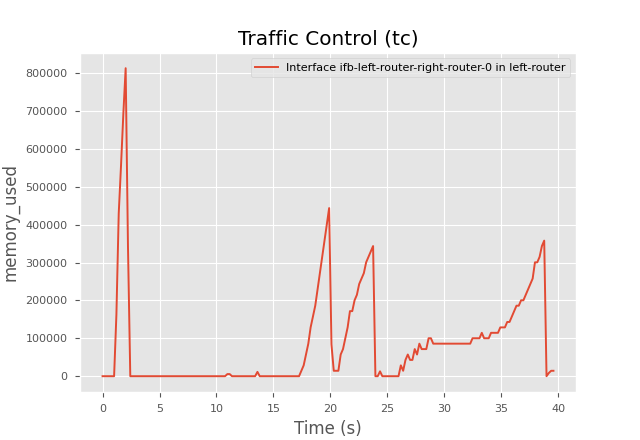 Traffic Control (tc)
Interface ifb-left-router-right-router-0 in left-router
800000
700000
600000
500000
400000
300000
200000
100000
0
memory_used
0 5 10 15 20 25 30 35 40
Time (s)